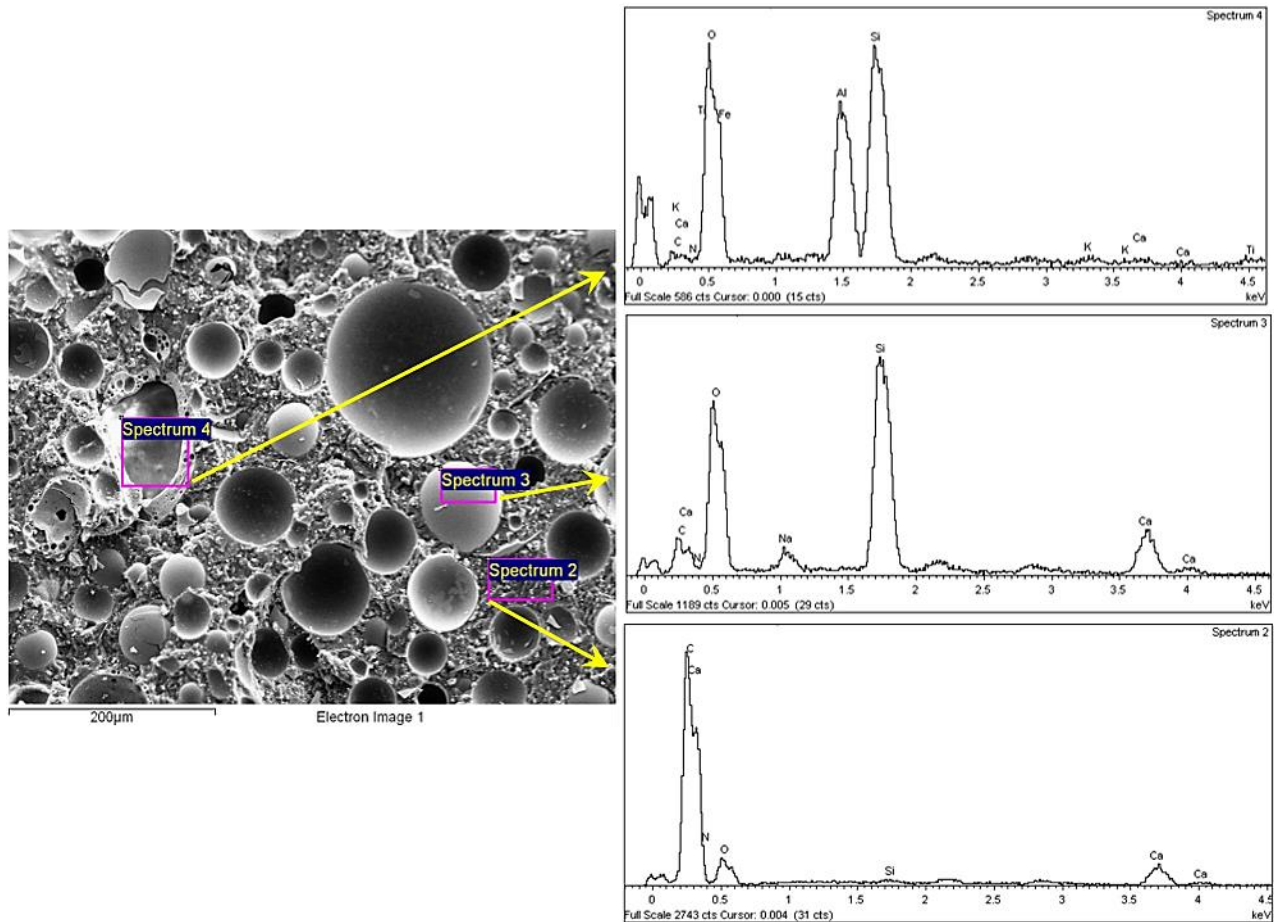 Spectrum 4
Spectrum 3
Spectrum 2
200µm
Electron Image 1
Spectrum 4
O
Si
Al
Fe
K
Ca
C
N
K
K
Ca
Ca
Ti
0 0.5 1 1.5 2 2.5 3 3.5 4 4.5
Full Scale 586 cts Cursor: 0.000 (15 cts)
keV
Spectrum 3
Si
O
Ca
C
N
Na
Ca
Ca
0 0.5 1 1.5 2 2.5 3 3.5 4 4.5
Full Scale 1189 cts Cursor: 0.005 (29 cts)
keV
Spectrum 2
C
Ca
N
O
Si
Ca
Ca
0 0.5 1 1.5 2 2.5 3 3.5 4 4.5
Full Scale 2743 cts Cursor: 0.004 (31 cts)
keV